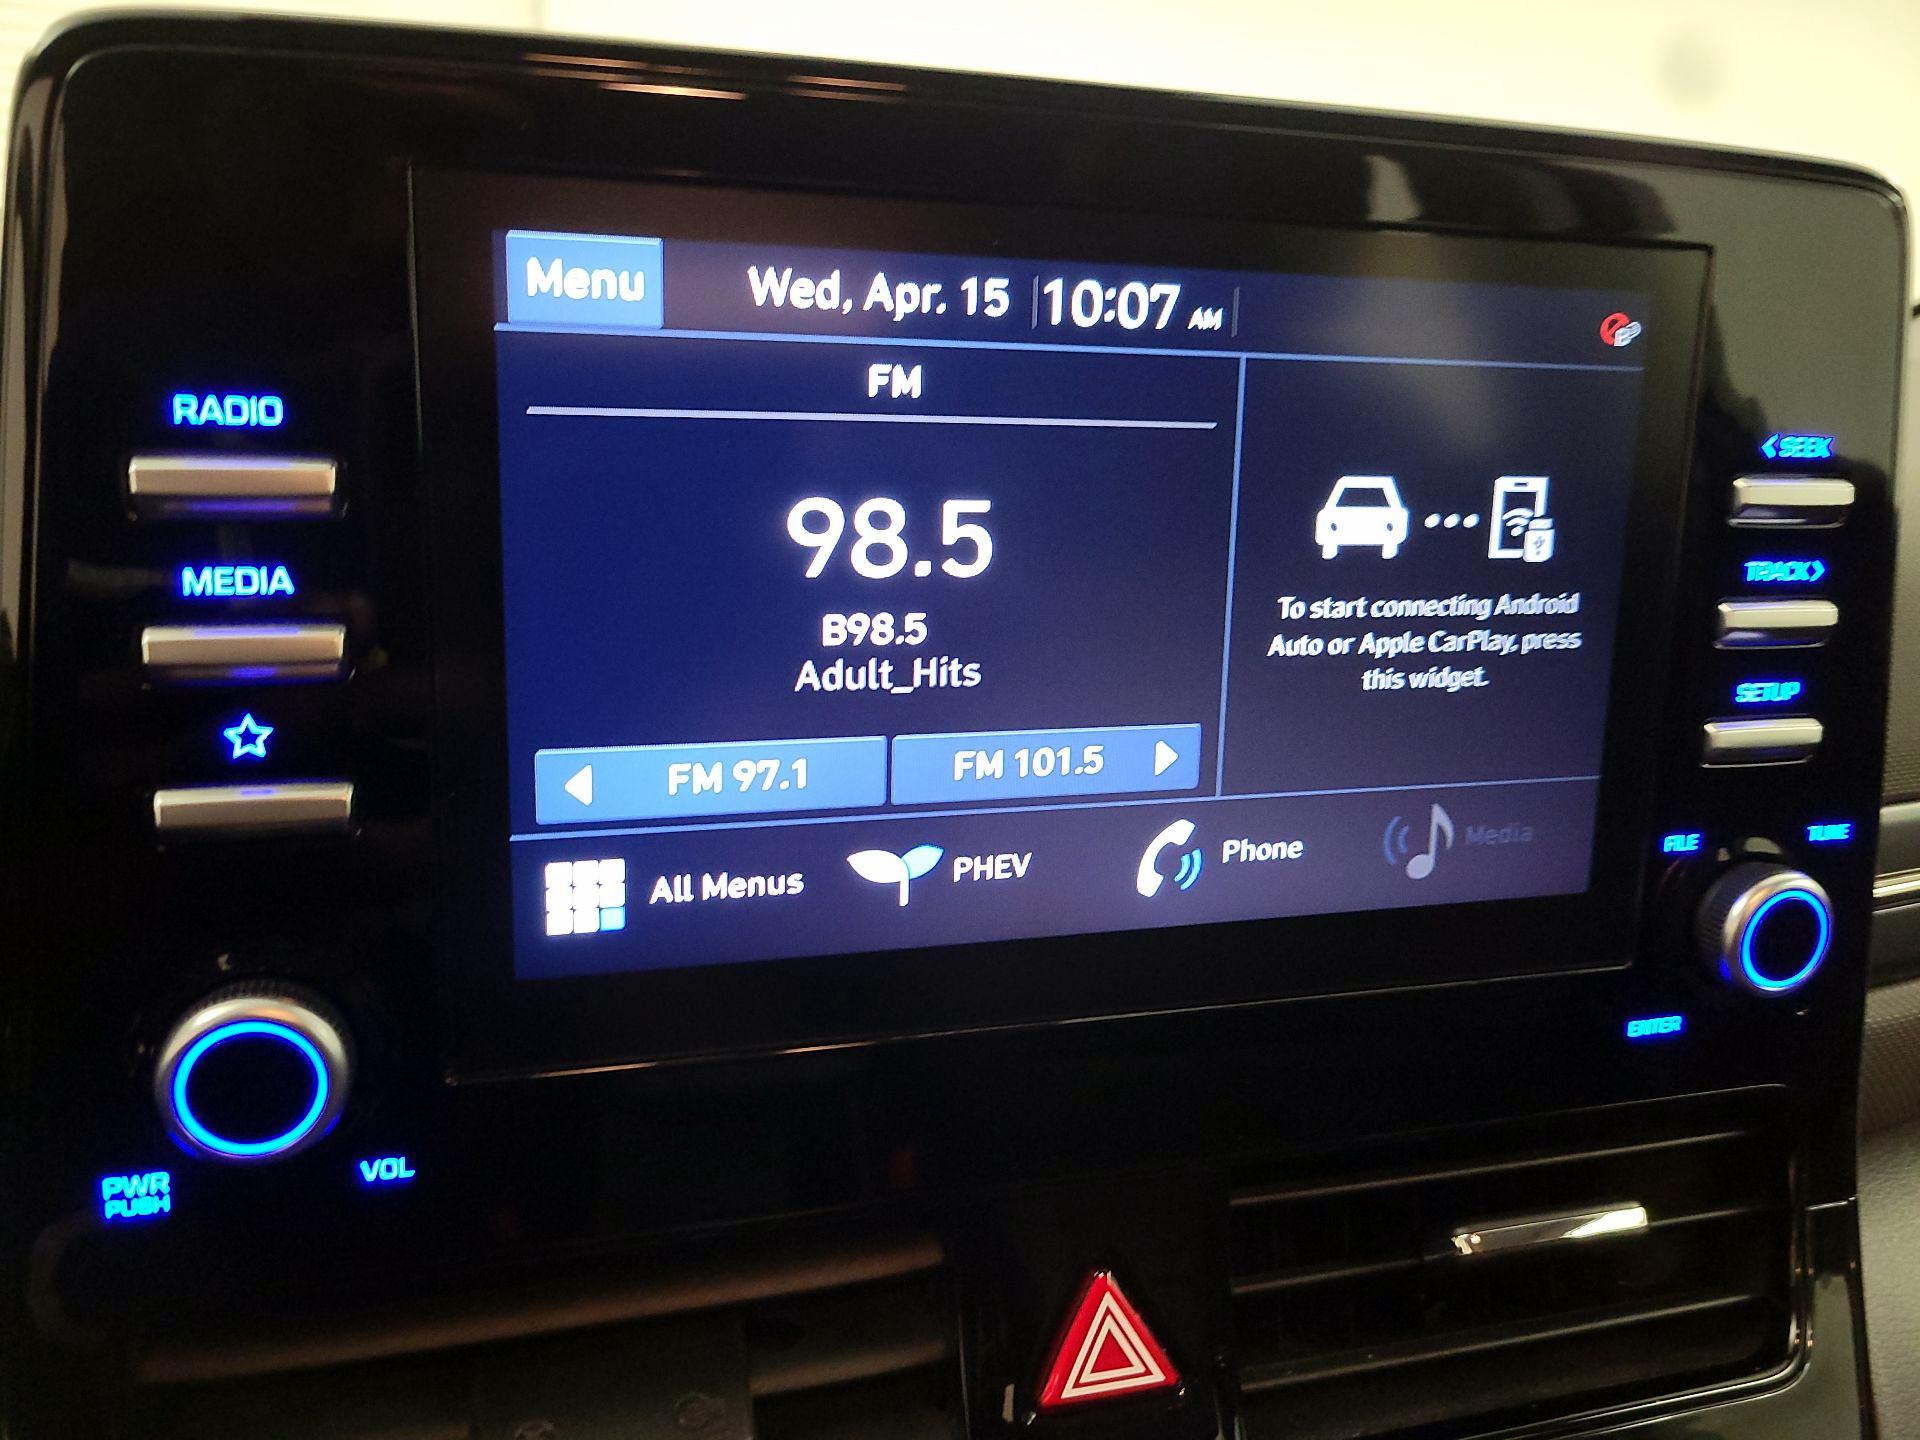 Menu
Wed, Apr. 15
10:07 AM
FM
98.5
B98.5
Adult_Hits
FM 97.1
FM 101.5
To start connecting Android
Auto or Apple CarPlay, press
this widget.
All Menus
PHEV
Phone
Media
RADIO
MEDIA
PWR
PUSH
VOL
SEEK
TRACK
SETUP
FILE
TUNE
ENTER